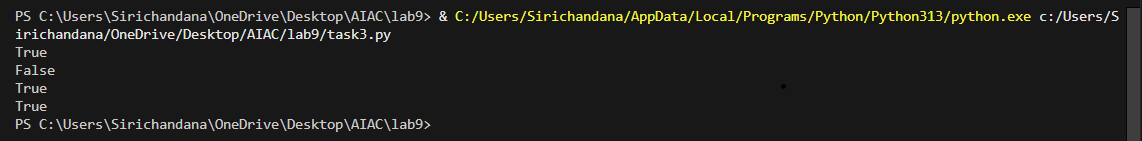 PS C:\Users\Sirichandana\OneDrive\Desktop\AIAC\lab9> & C:/Users/Sirichandana/AppData/Local/Programs/Python/Python313/python.exe c:/Users/S
irichandana/OneDrive/Desktop/AIAC/lab9/task3.py
True
False
True
True
PS C:\Users\Sirichandana\OneDrive\Desktop\AIAC\lab9>